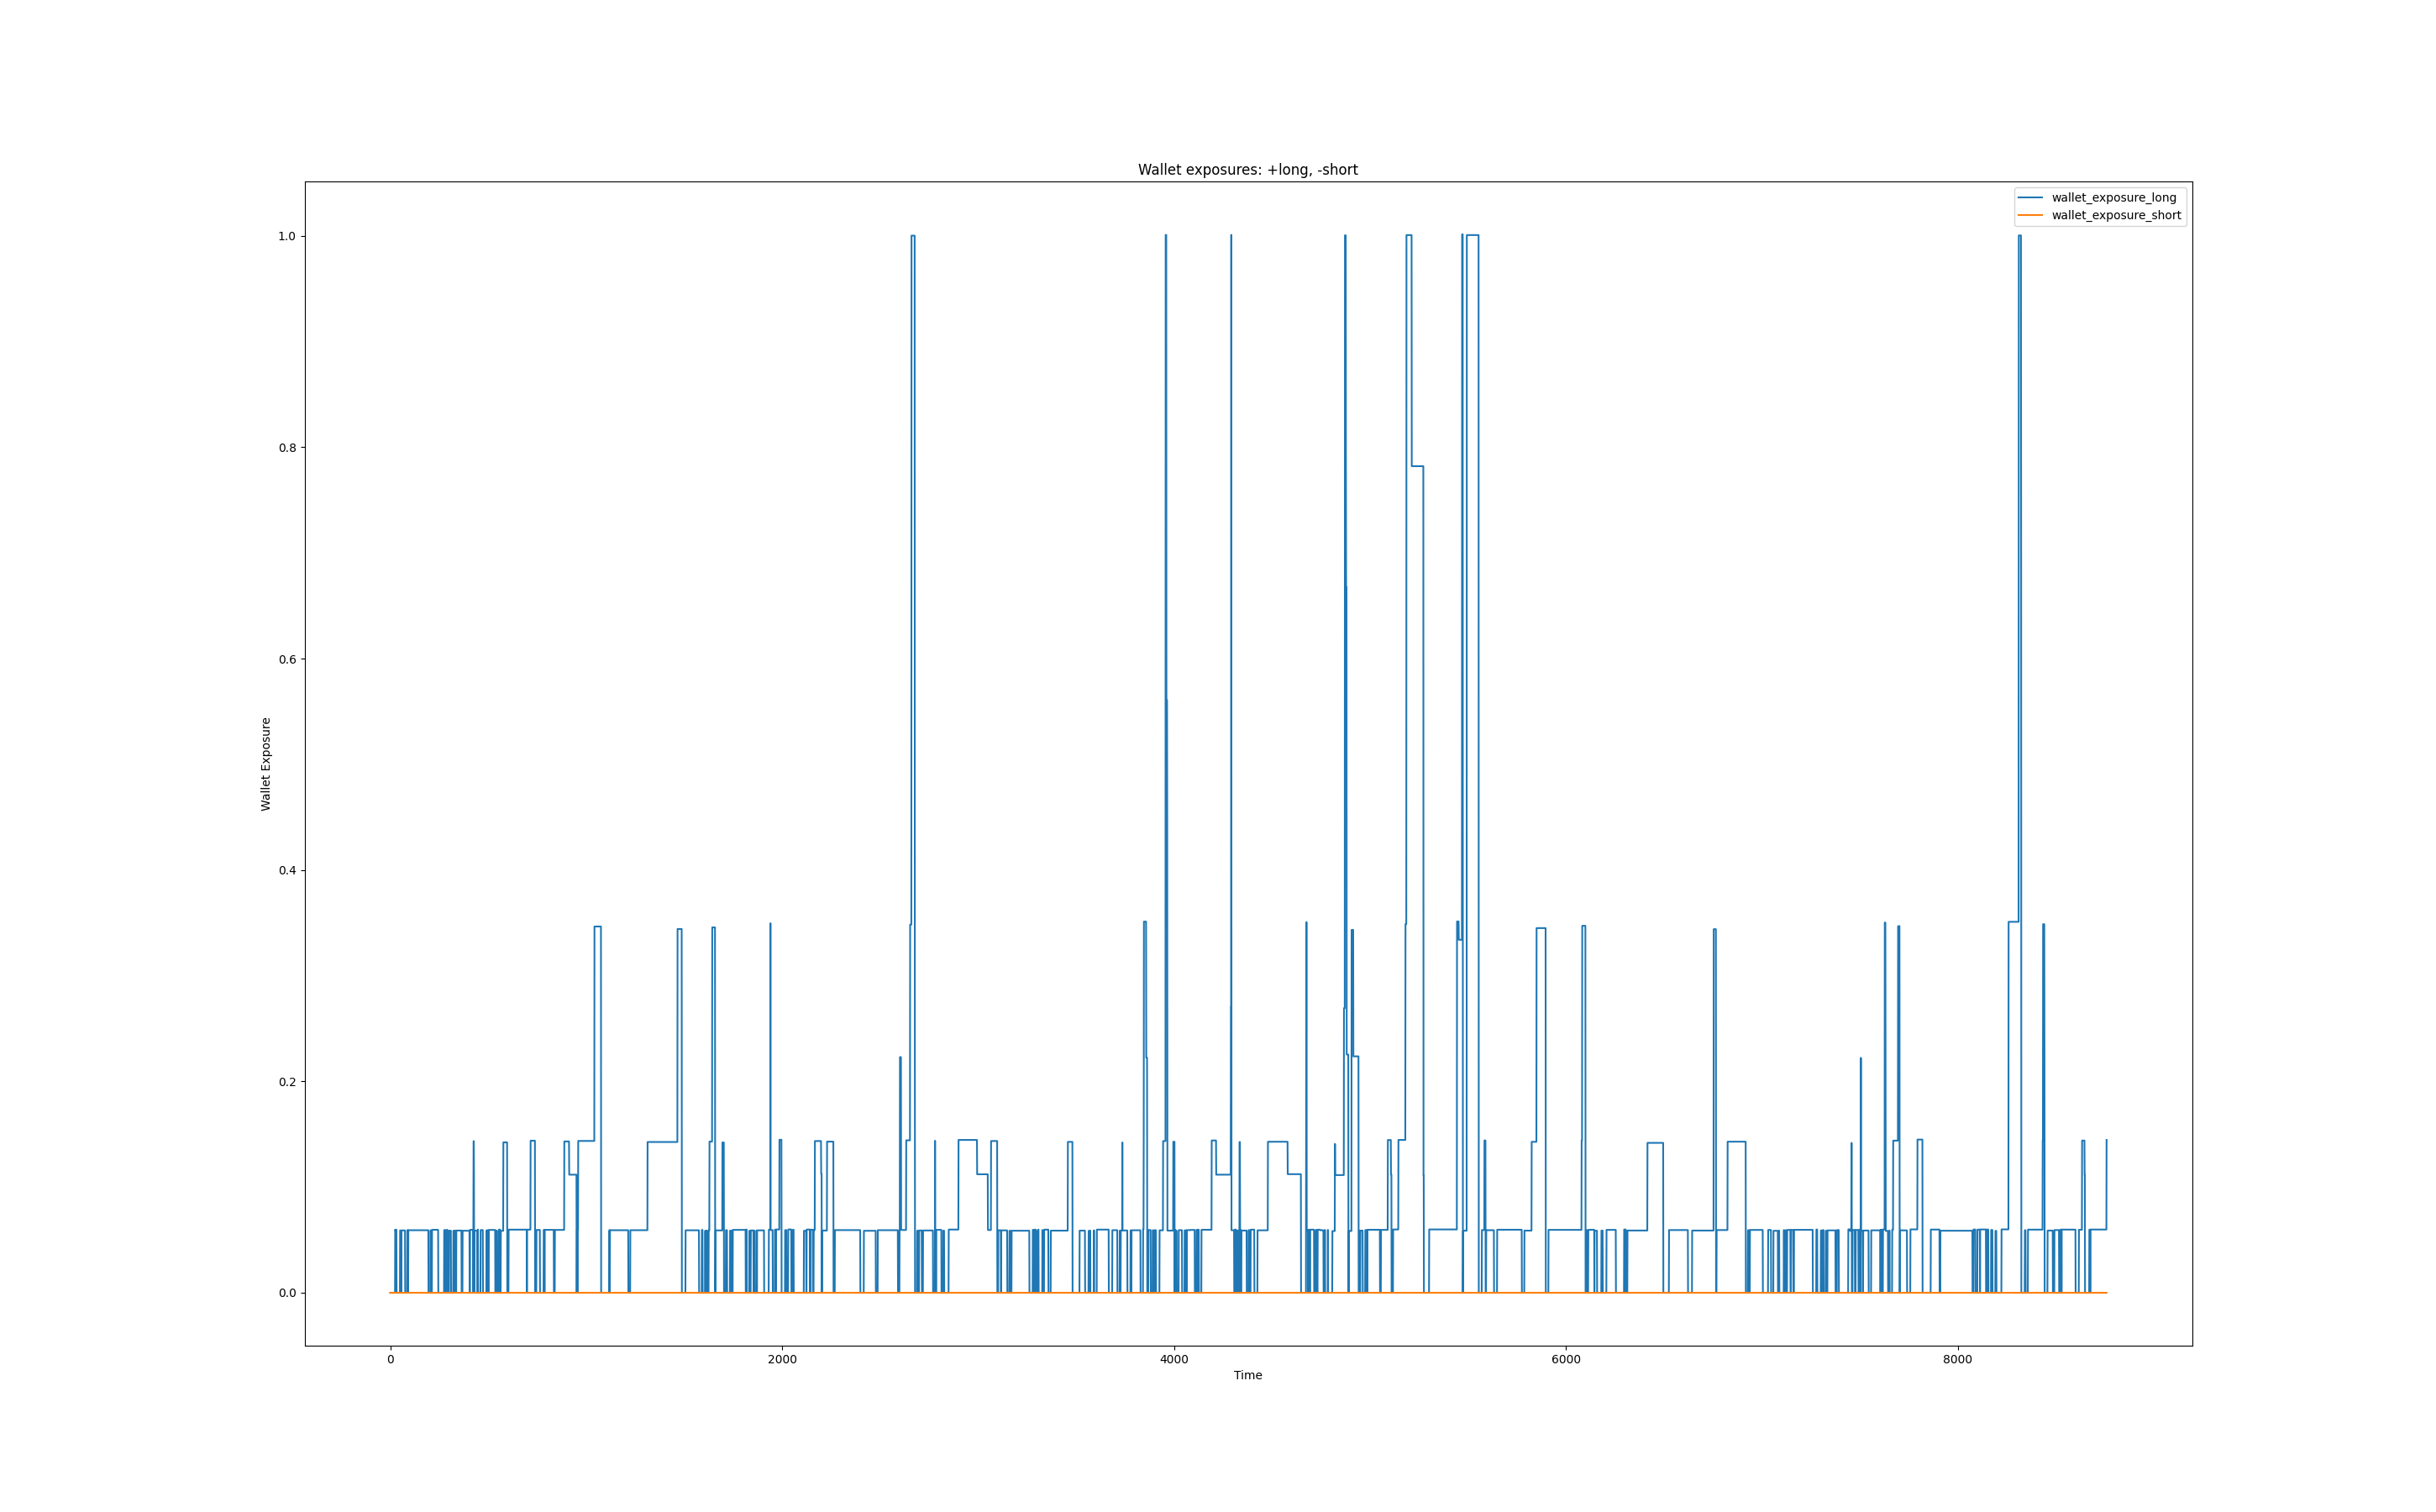 Wallet exposures: +long, -short
wallet_exposure_long
wallet_exposure_short
1.0
0.8
0.6
0.4
0.2
0.0
Wallet Exposure
0 2000 4000 6000 8000
Time